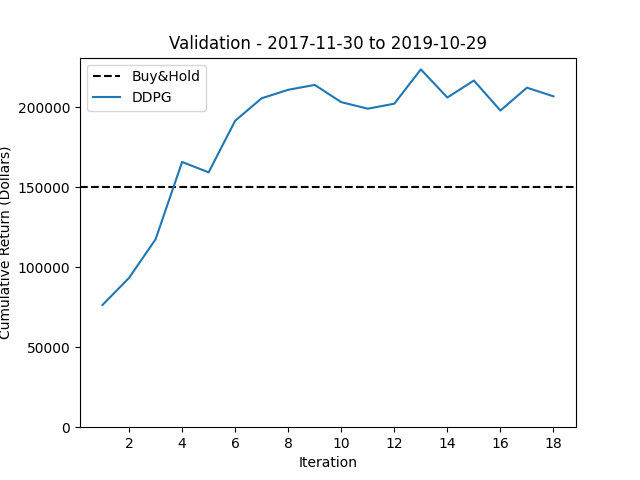 Validation - 2017-11-30 to 2019-10-29
Buy&Hold
DDPG
Cumulative Return (Dollars)
200000
150000
100000
50000
0
2 4 6 8 10 12 14 16 18
Iteration